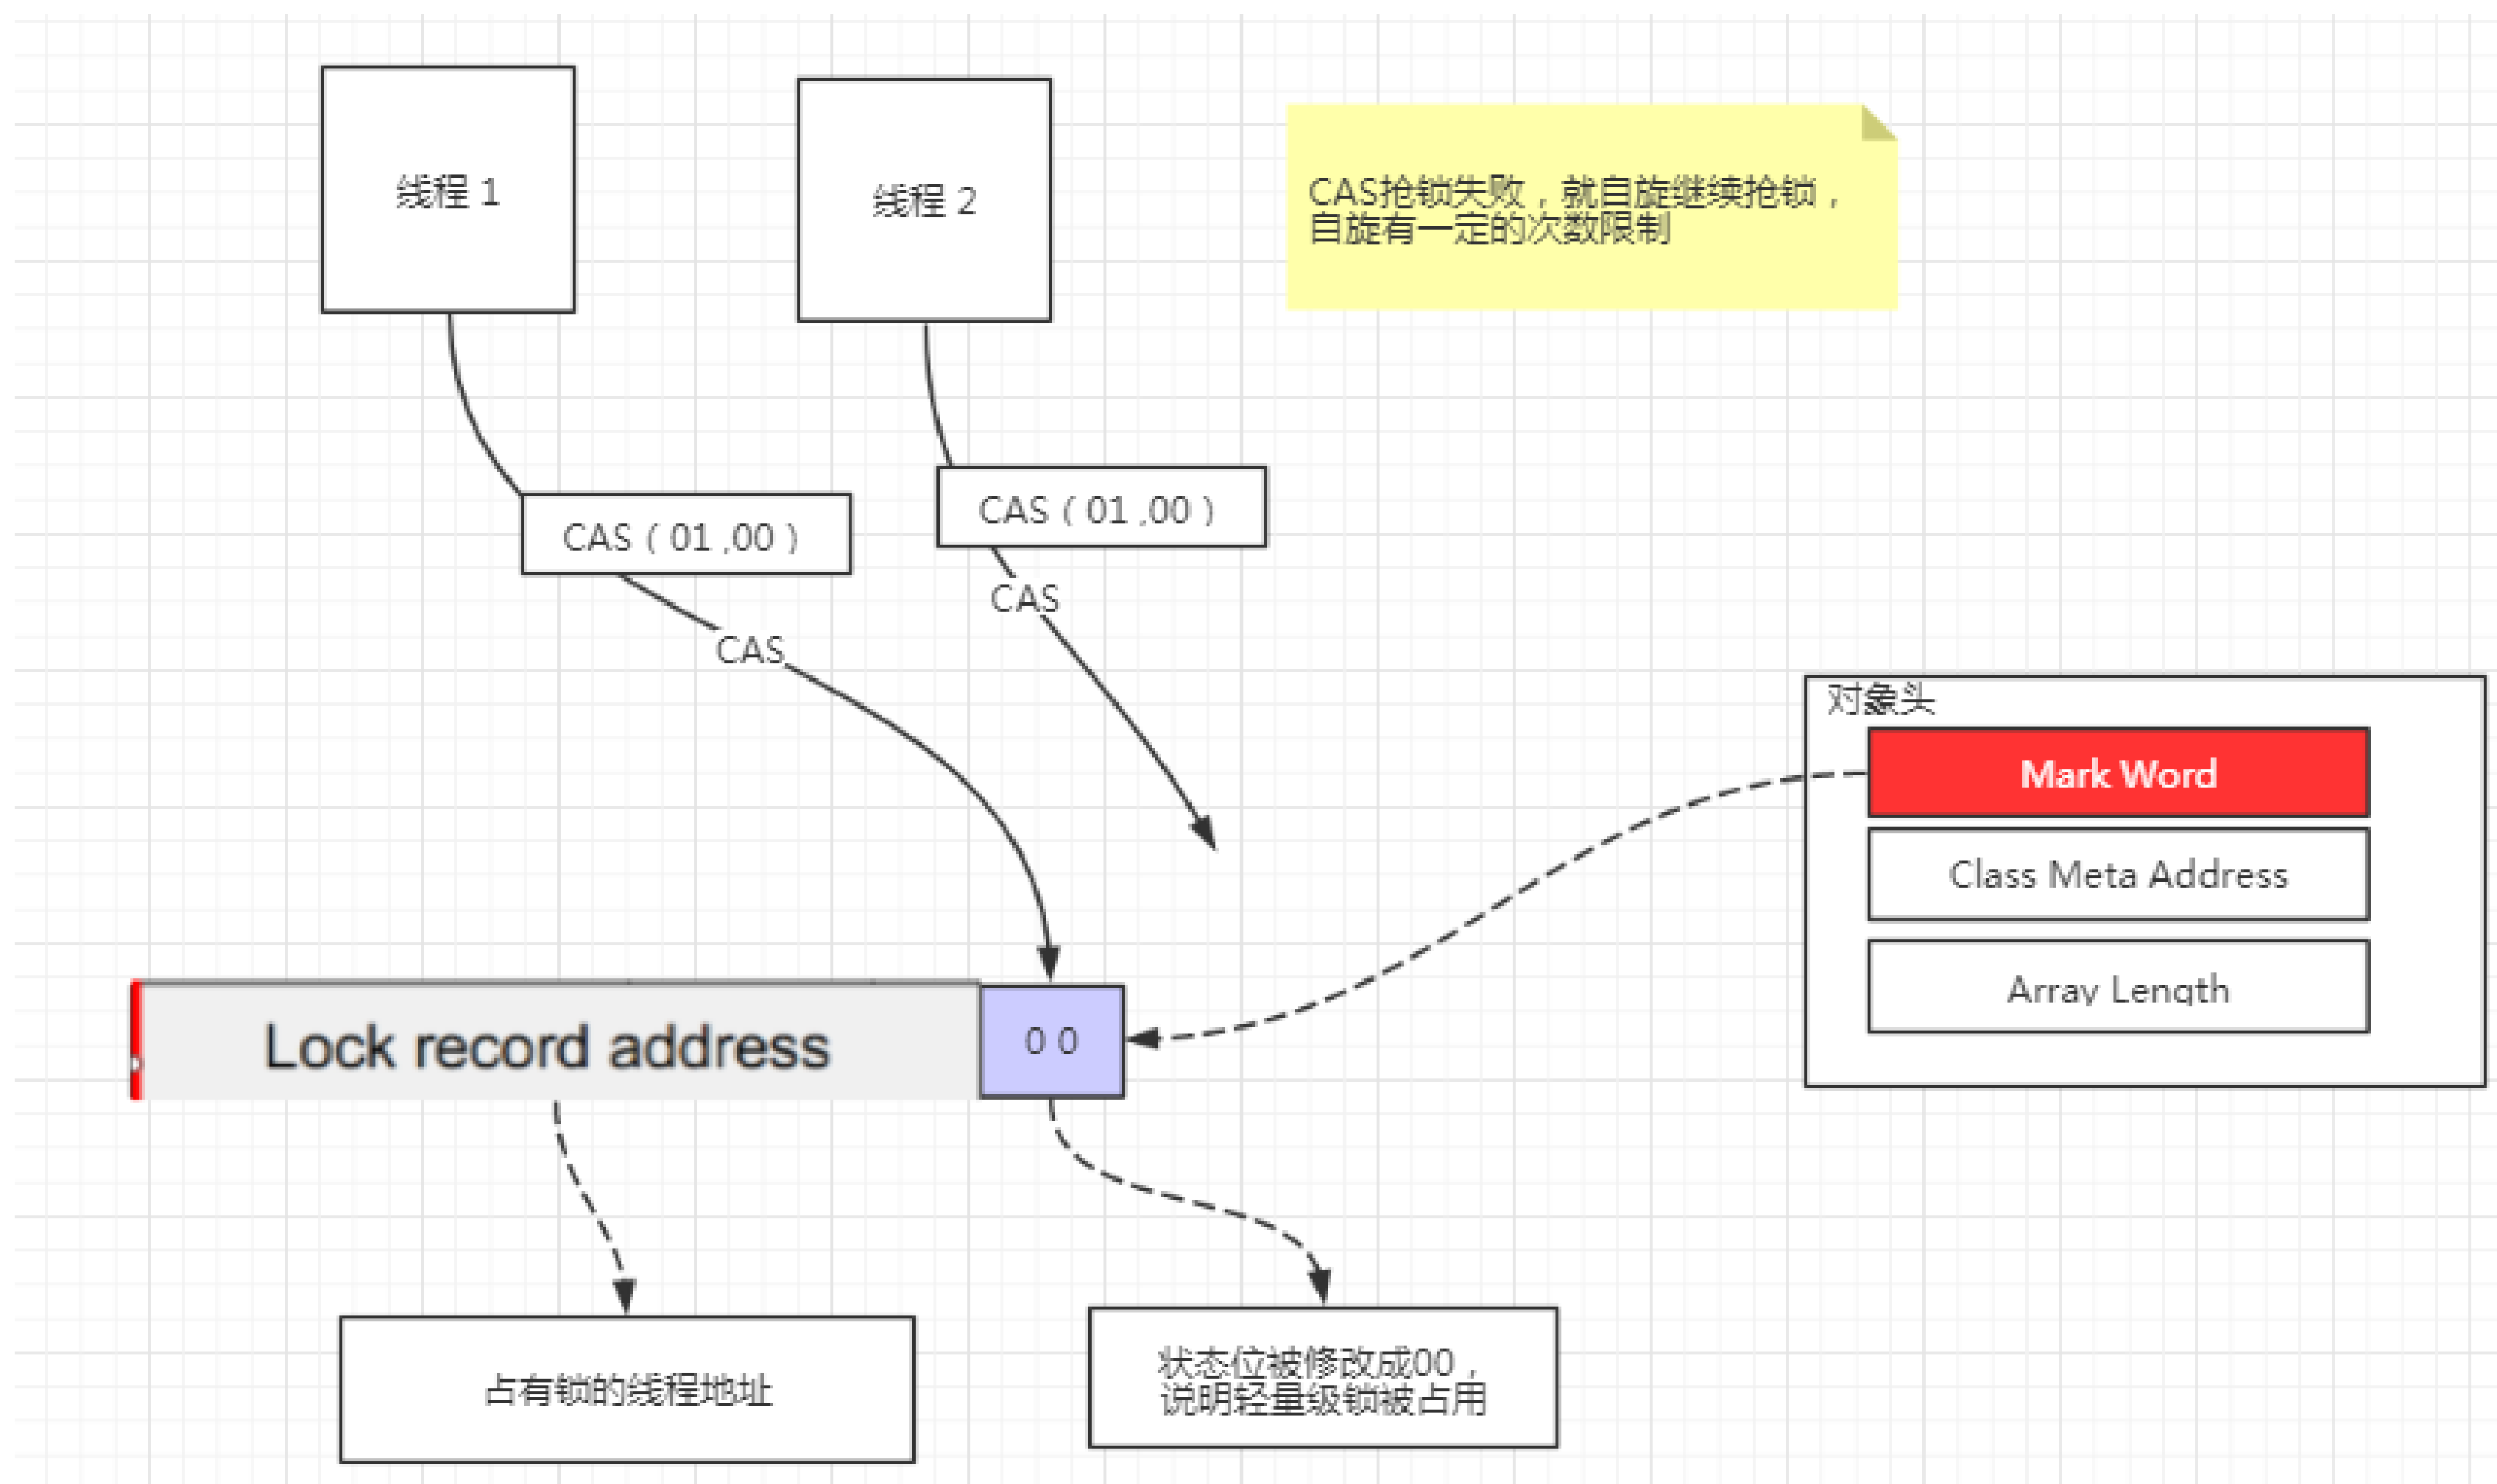 线程 1
线程 2
CAS抢锁失败，就自旋继续抢锁，
自旋有一定的次数限制
CAS（01 ,00 ）
CAS（01 ,00 ）
CAS
CAS
对象头
Mark Word
Class Meta Address
Array Length
Lock record address
0 0
占有锁的线程地址
状态位被修改成00，
说明轻量级锁被占用